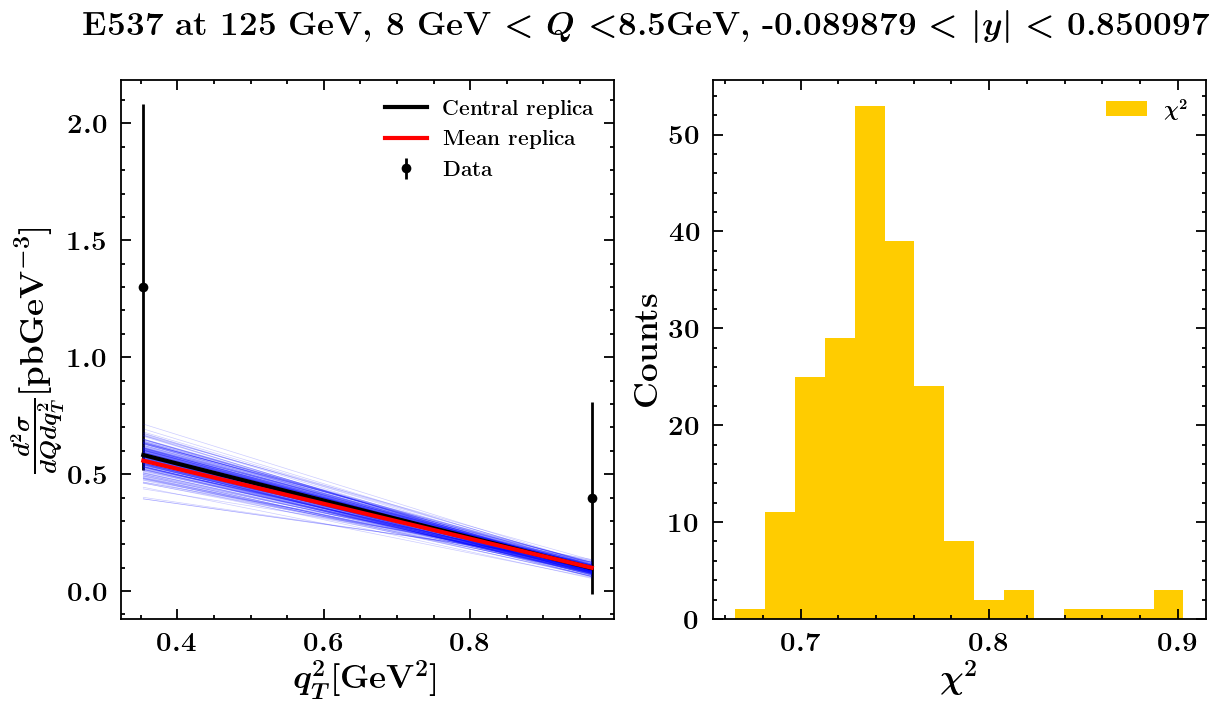 E537 at 125 GeV, 8 GeV < Q <8.5GeV, -0.089879 < |y| < 0.850097
Central replica
Mean replica
Data
2.0
1.5
1.0
0.5
0.0
d²σ/dQdq_T² [pbGeV⁻³]
0.4 0.6 0.8
q_T² [GeV²]
χ²
50
40
30
20
10
0
Counts
0.7 0.8 0.9
χ²